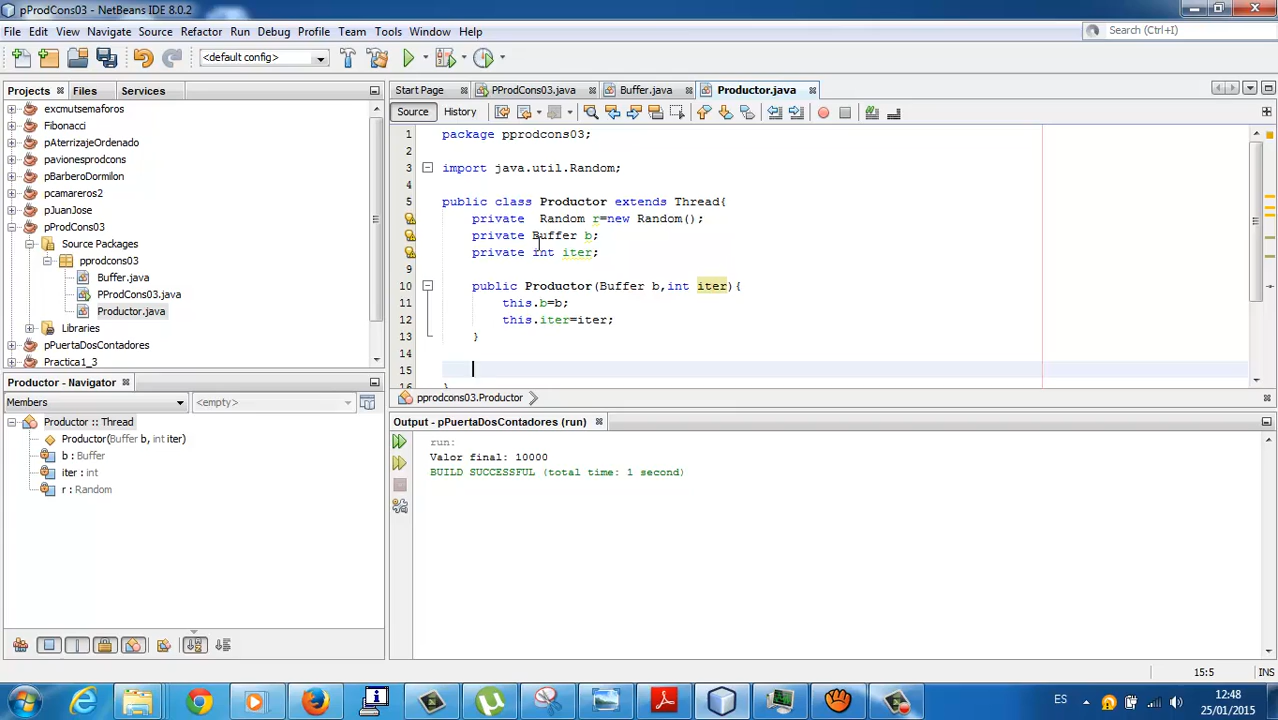 pProdCons03 - NetBeans IDE 8.0.2
File Edit View Navigate Source Refactor Run Debug Profile Team Tools Window Help
Search (Ctrl+I)
<default config>
Projects Files Services
Start Page PProdCons03.java Buffer.java Productor.java
excmutsemaforos
Fibonacci
pAterrizajeOrdenado
pavionesprodcons
pBarberoDormilon
pcamareros2
pJuanJose
pProdCons03
Source Packages
pprodcons03
Buffer.java
PProdCons03.java
Productor.java
Libraries
pPuertaDosContadores
Practica1_3
Source History
1 package pprodcons03;
2
3 import java.util.Random;
4
5 public class Productor extends Thread{
private  Random r=new Random();
private Buffer b;
private int iter;
9
10 public Productor(Buffer b,int iter){
11 this.b=b;
12 this.iter=iter;
13 }
14
15
16 }
pprodcons03.Productor
Productor - Navigator
Members <empty>
Productor :: Thread
Productor(Buffer b, int iter)
b : Buffer
iter : int
r : Random
Output - pPuertaDosContadores (run)
run:
Valor final: 10000
BUILD SUCCESSFUL (total time: 1 second)
15:5 INS
ES
12:48
25/01/2015